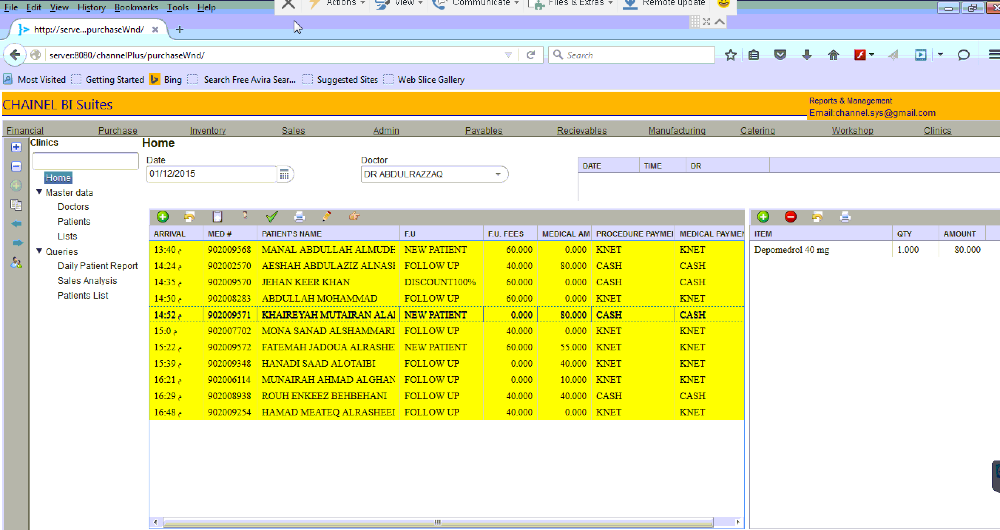 Actions View Communicate Files & Extras Remote update
File Edit View History Bookmarks Tools Help
http://serve...purchaseWnd/
server:8080/channelPlus/purchaseWnd/
Search
Most Visited Getting Started Bing Search Free Avira Sear... Suggested Sites Web Slice Gallery
CHAINEL BI Suites
Reports & Management
Email:channel.sys@gmail.com
Financial Purchase Inventory Sales Admin Payables Recievables Manufacturing Catering Workshop Clinics
Clinics
Home
Master data
Doctors
Patients
Lists
Queries
Daily Patient Report
Sales Analysis
Patients List
Home
Date Doctor
01/12/2015 DR ABDULRAZZAQ
DATE TIME DR
ARRIVAL MED # PATIENT'S NAME F.U F.U. FEES MEDICAL AM PROCEDURE PAYME MEDICAL PAYMEN
13:40 م 902009568 MANAL ABDULLAH ALMUDE NEW PATIENT 60.000 0.000 KNET KNET
14:24 م 902002570 AESHAH ABDULAZIZ ALNASI FOLLOW UP 40.000 80.000 CASH CASH
14:35 م 902009570 JEHAN KEER KHAN DISCOUNT100% 60.000 0.000 CASH CASH
14:50 م 902008283 ABDULLAH MOHAMMAD FOLLOW UP 60.000 0.000 KNET KNET
14:52 م 902009571 KHAIREYAH MUTAIRAN ALAI NEW PATIENT 0.000 80.000 CASH CASH
15:0 م 902007702 MONA SANAD ALSHAMMARI FOLLOW UP 40.000 0.000 KNET KNET
15:22 م 902009572 FATEMAH JADOUA ALRASHE NEW PATIENT 60.000 55.000 KNET KNET
15:39 م 902009348 HANADI SAAD ALOTAIBI FOLLOW UP 0.000 40.000 KNET KNET
16:21 م 902006114 MUNAIRAH AHMAD ALGHAN FOLLOW UP 0.000 10.000 KNET KNET
16:29 م 902008938 ROUH ENKEEZ BEHBEHANI FOLLOW UP 40.000 40.000 CASH CASH
16:48 م 902009254 HAMAD MEATEQ ALRASHEEI FOLLOW UP 40.000 0.000 KNET KNET
ITEM QTY AMOUNT
Depomedrol 40 mg 1.000 80.000